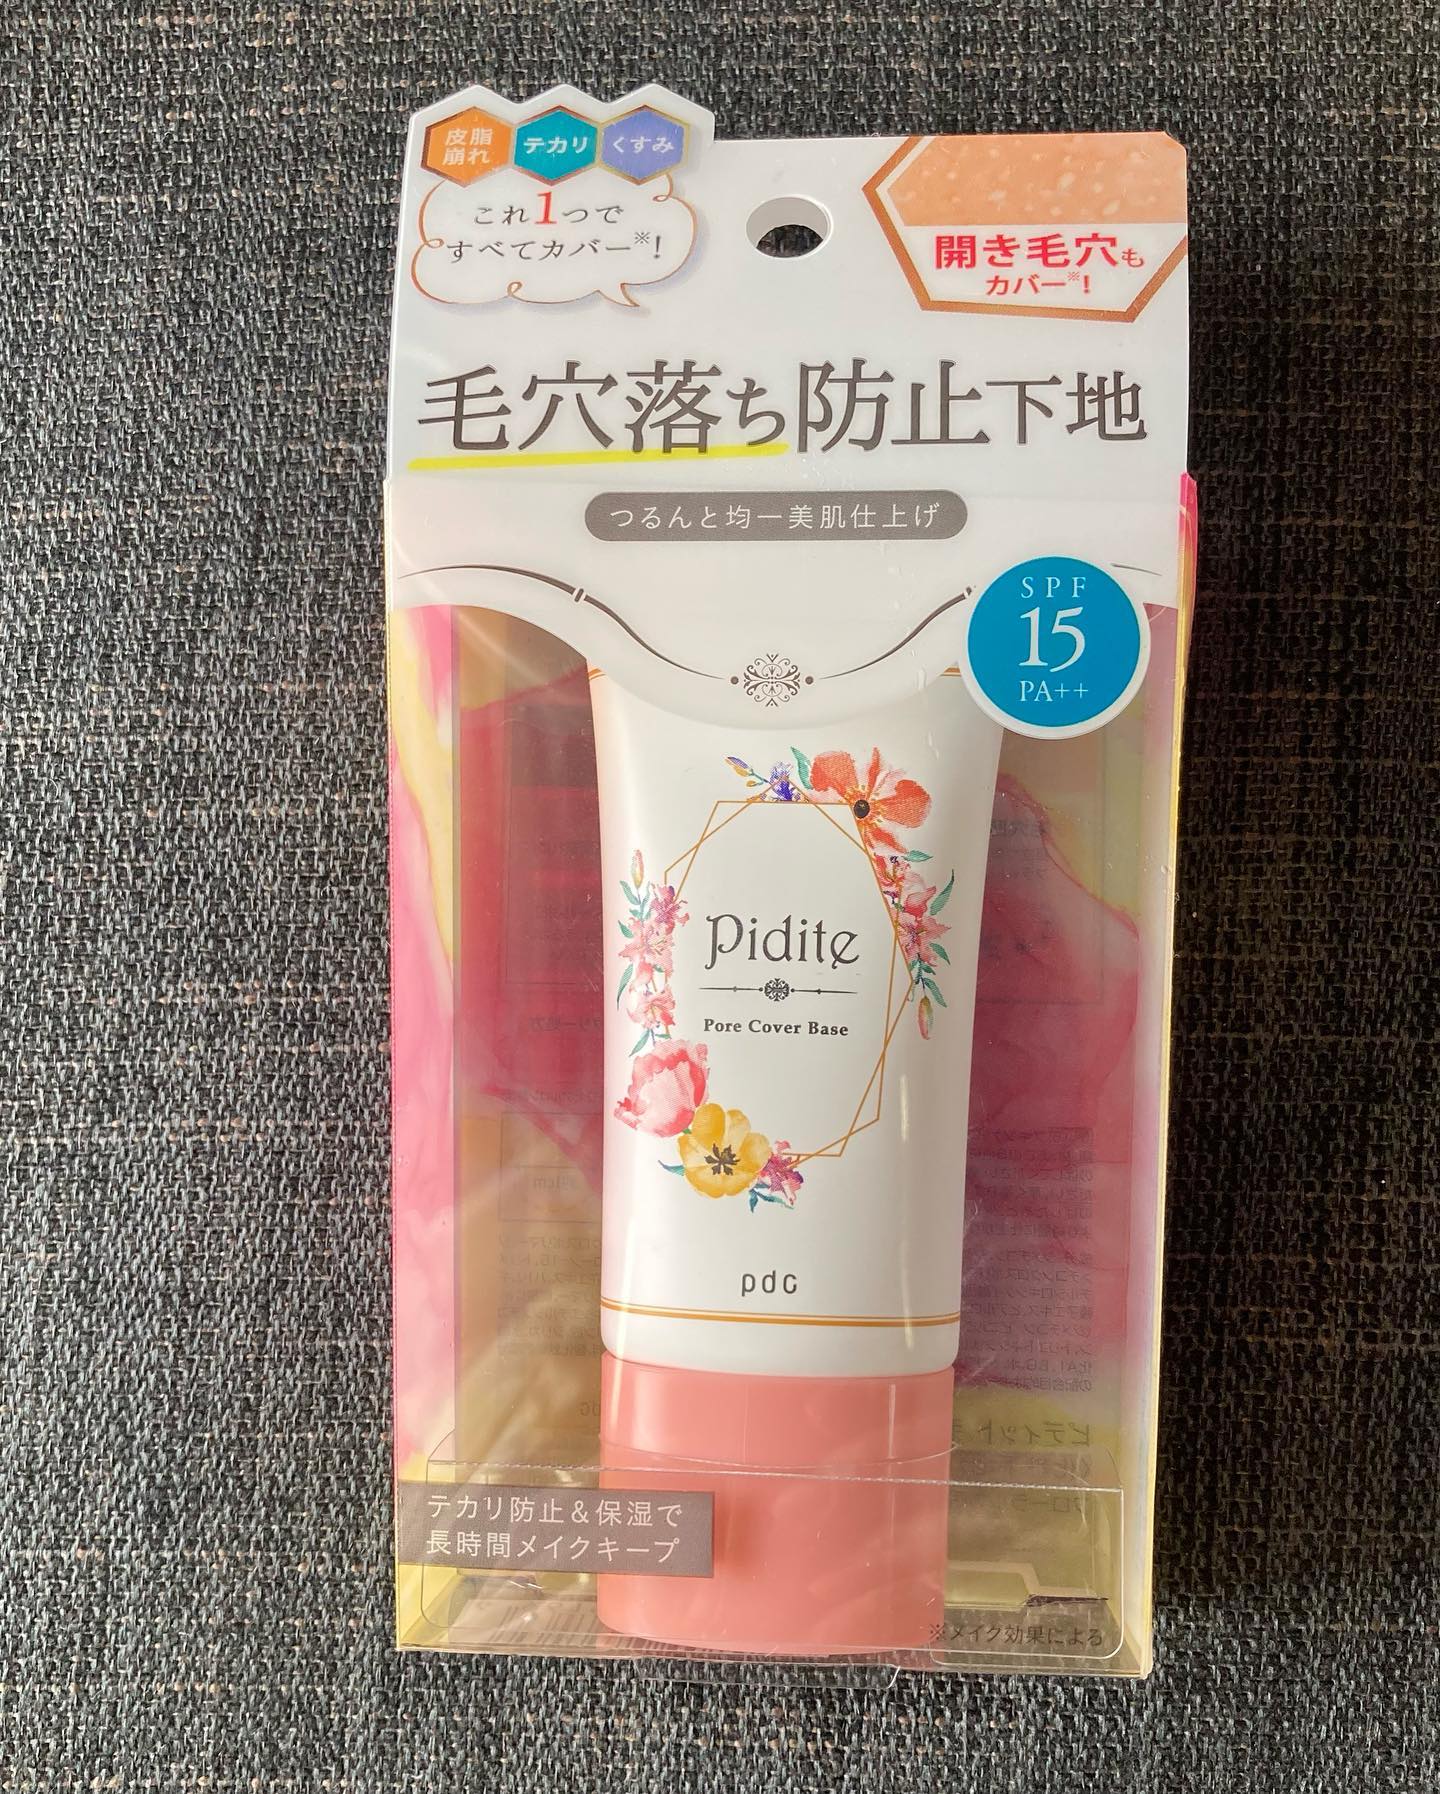 皮脂
崩れ
テカリ
くすみ
これ1つで
すべてカバー※!
開き毛穴も
カバー※!
毛穴落ち防止下地
つるんと均一美肌仕上げ
SPF
15
PA++
Pidite
Pore Cover Base
pdc
テカリ防止&保湿で
長時間メイクキープ
※メイク効果による